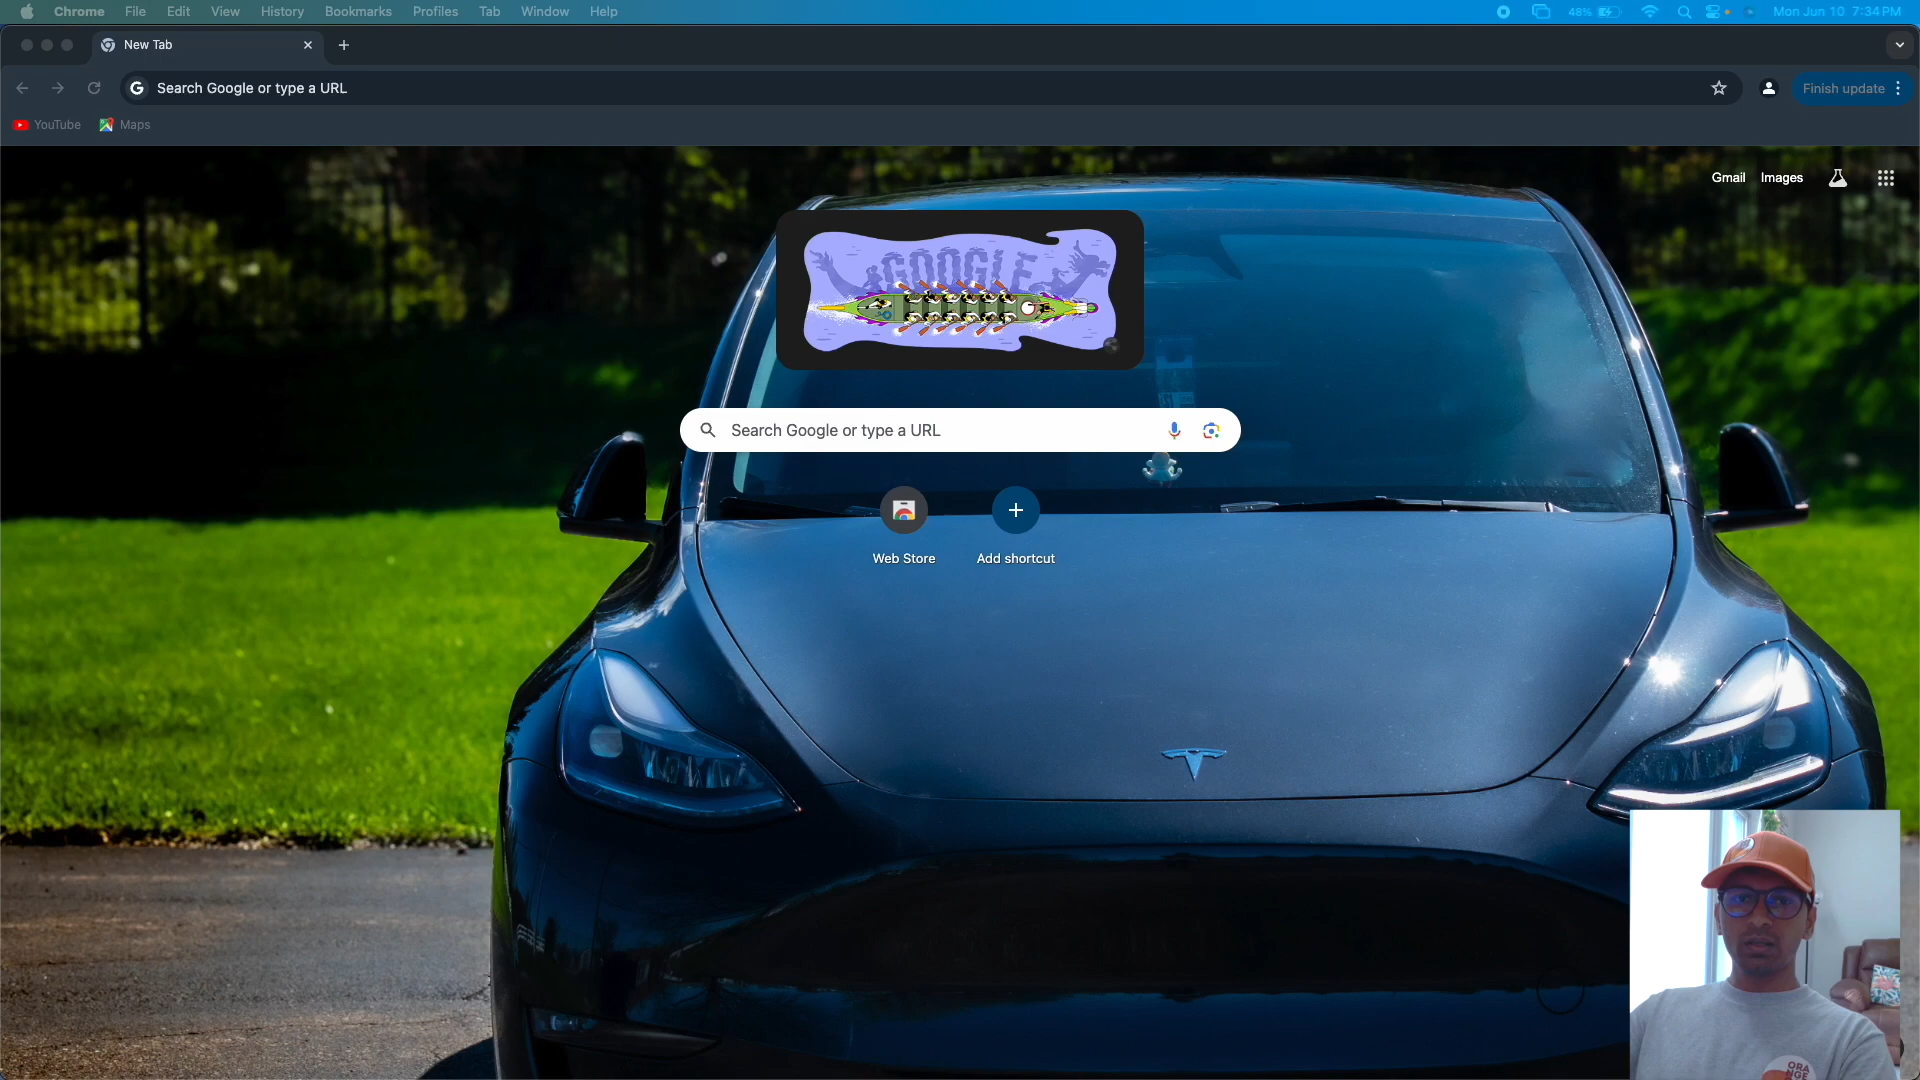 Chrome File Edit View History Bookmarks Profiles Tab Window Help 48% Mon Jun 10 7:34 PM
New Tab
Search Google or type a URL
Finish update
YouTube Maps
Gmail Images
GOOGLE
Search Google or type a URL
Web Store Add shortcut
ORA
NGE